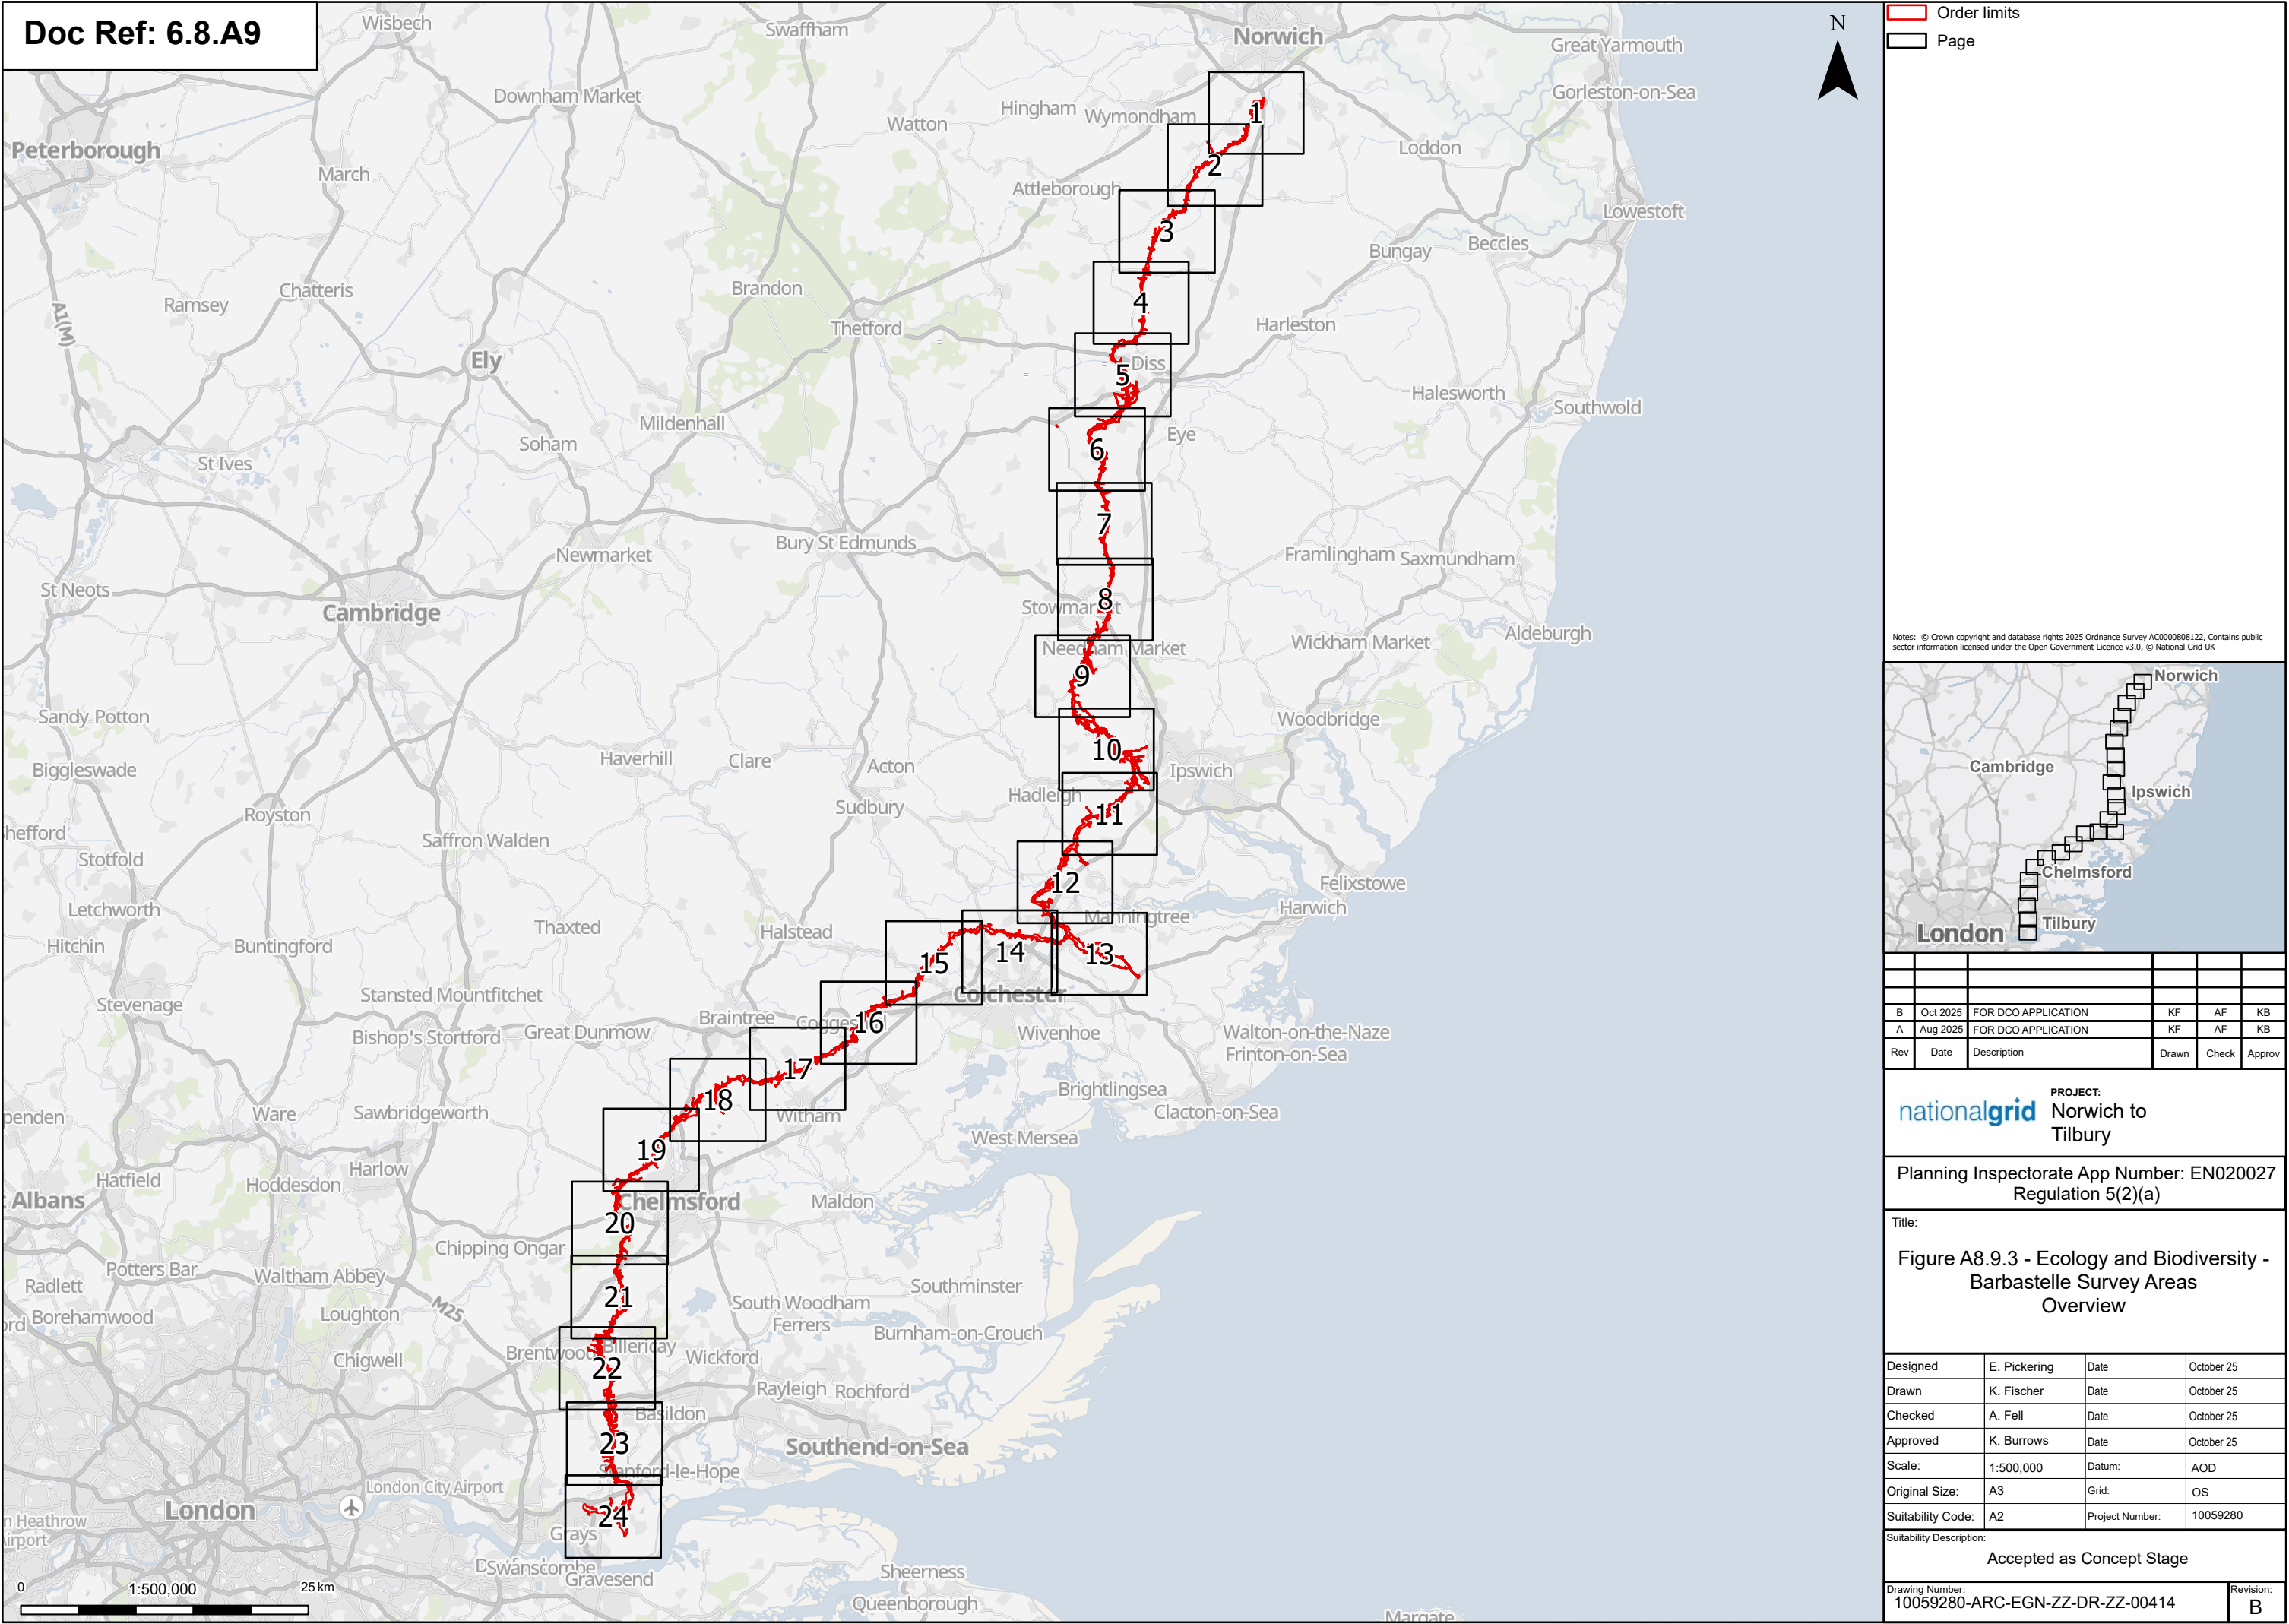 Doc Ref: 6.8.A9
Wisbech
Swaffham
Norwich
Great Yarmouth
N
Downham Market
Hingham
Wymondham
Gorleston-on-Sea
Watton
1
Peterborough
Loddon
March
2
Attleborough
Lowestoft
3
Bungay
Beccles
A1(M)
Ramsey
Chatteris
Brandon
4
Thetford
Harleston
Ely
Diss
5
Halesworth
Southwold
Mildenhall
Soham
Eye
6
St Ives
7
Newmarket
Bury St Edmunds
Framlingham
Saxmundham
St Neots
Cambridge
8
Stowmarket
Wickham Market
Aldeburgh
Needham Market
9
Sandy Potton
Woodbridge
10
Haverhill
Clare
Acton
Ipswich
Biggleswade
Hadleigh
Sudbury
11
Royston
hefford
Saffron Walden
Stotfold
12
Felixstowe
Letchworth
Harwich
Manningtree
Thaxted
Halstead
Hitchin
Buntingford
14
13
15
Stansted Mountfitchet
Colchester
Stevenage
Braintree
16
Bishop's Stortford
Great Dunmow
Wivenhoe
Walton-on-the-Naze
Frinton-on-Sea
17
Brightlingsea
18
Clacton-on-Sea
penden
Ware
Sawbridgeworth
Witham
West Mersea
19
Harlow
Hatfield
Hoddesdon
Albans
Chelmsford
Maldon
20
Chipping Ongar
Potters Bar
Waltham Abbey
Radlett
Southminster
21
M25
South Woodham
Ferrers
Borehamwood
Loughton
Burnham-on-Crouch
Brentwood
Billericay
Wickford
Chigwell
22
Rayleigh
Rochford
Basildon
23
Southend-on-Sea
Stanford-le-Hope
London City Airport
London
24
n Heathrow
Airport
Grays
Swanscombe
Gravesend
Sheerness
Queenborough
Margate
0
1:500,000
25 km
Order limits
Page
Notes: © Crown copyright and database rights 2025 Ordnance Survey AC0000808122, Contains public
sector information licensed under the Open Government Licence v3.0, © National Grid UK
Norwich
Cambridge
Ipswich
Chelmsford
Tilbury
London
B Oct 2025 FOR DCO APPLICATION KF AF KB
A Aug 2025 FOR DCO APPLICATION KF AF KB
Rev Date Description Drawn Check Approv
nationalgrid
PROJECT:
Norwich to
Tilbury
Planning Inspectorate App Number: EN020027
Regulation 5(2)(a)
Title:
Figure A8.9.3 - Ecology and Biodiversity -
Barbastelle Survey Areas
Overview
Designed E. Pickering Date October 25
Drawn K. Fischer Date October 25
Checked A. Fell Date October 25
Approved K. Burrows Date October 25
Scale: 1:500,000 Datum: AOD
Original Size: A3 Grid: OS
Suitability Code: A2 Project Number: 10059280
Suitability Description:
Accepted as Concept Stage
Drawing Number:
10059280-ARC-EGN-ZZ-DR-ZZ-00414
Revision:
B